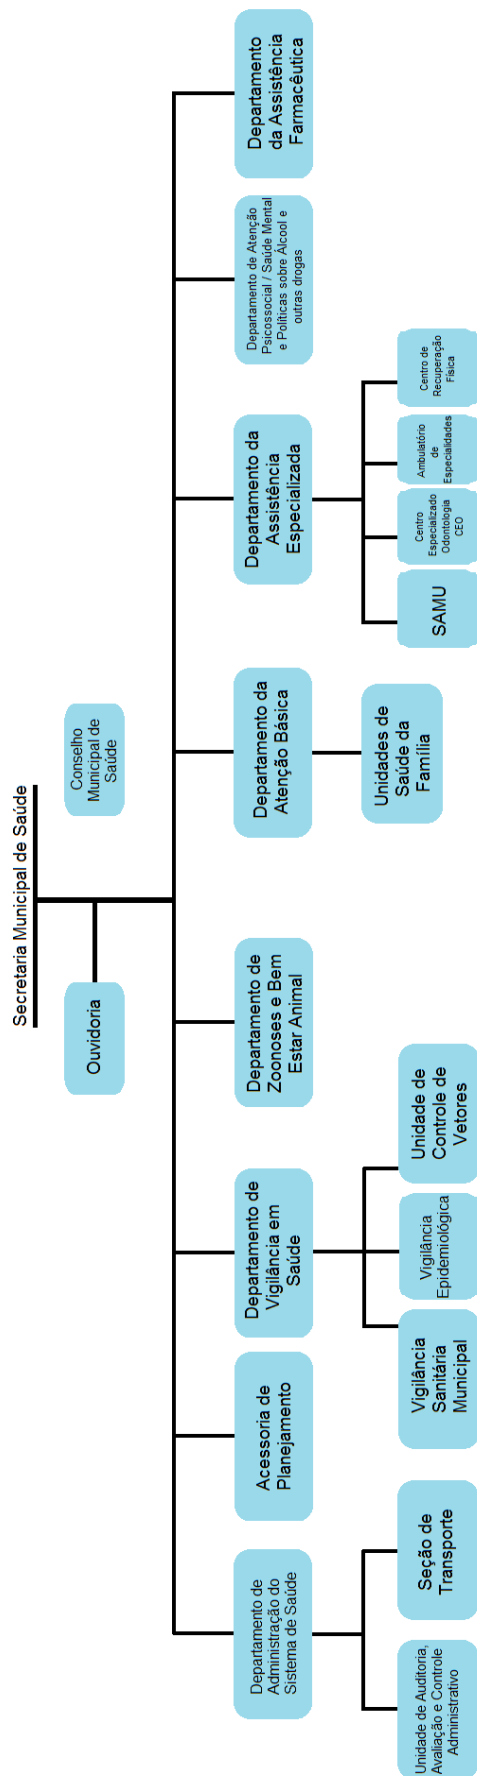 Secretaria Municipal de Saúde
Ouvidoria
Conselho
Municipal de
Saúde
Departamento de
Administração do
Sistema de Saúde
Acessoria de
Planejamento
Departamento de
Vigilância em
Saúde
Departamento de
Zoonoses e Bem
Estar Animal
Departamento da
Atenção Básica
Departamento da
Assistência
Especializada
Departamento de Atenção
Psicossocial / Saúde Mental
e Políticas sobre Álcool e
outras drogas
Departamento
da Assistência
Farmacêutica
Unidade de Auditoria,
Avaliação e Controle
Administrativo
Seção de
Transporte
Vigilância
Sanitária
Municipal
Vigilância
Epidemiológica
Unidade de
Controle de
Vetores
Unidades de
Saúde da
Família
SAMU
Centro
Especializado
Odontologia
CEO
Ambulatório
de
Especialidades
Centro de
Recuperação
Física